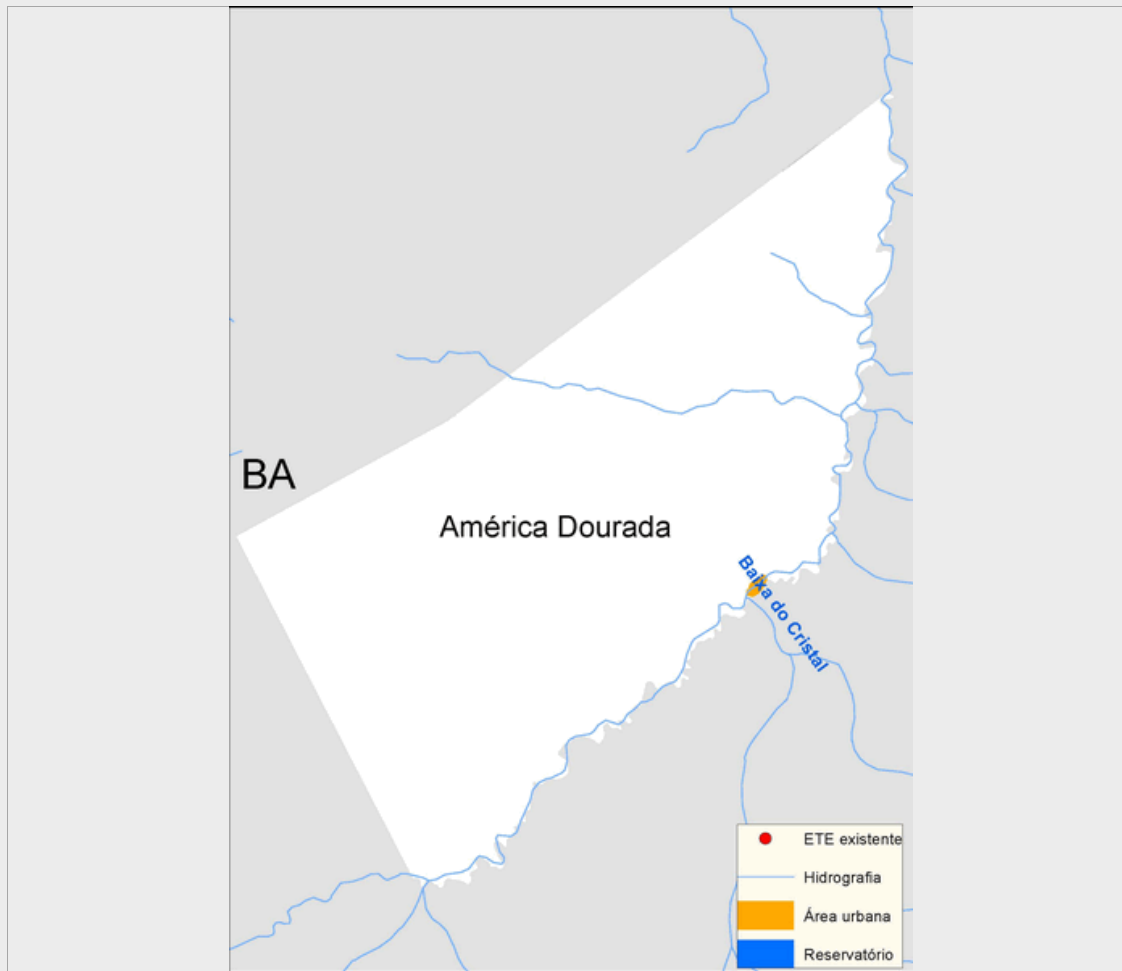 BA
América Dourada
Baixa do Cristal
ETE existente
Hidrografia
Área urbana
Reservatório